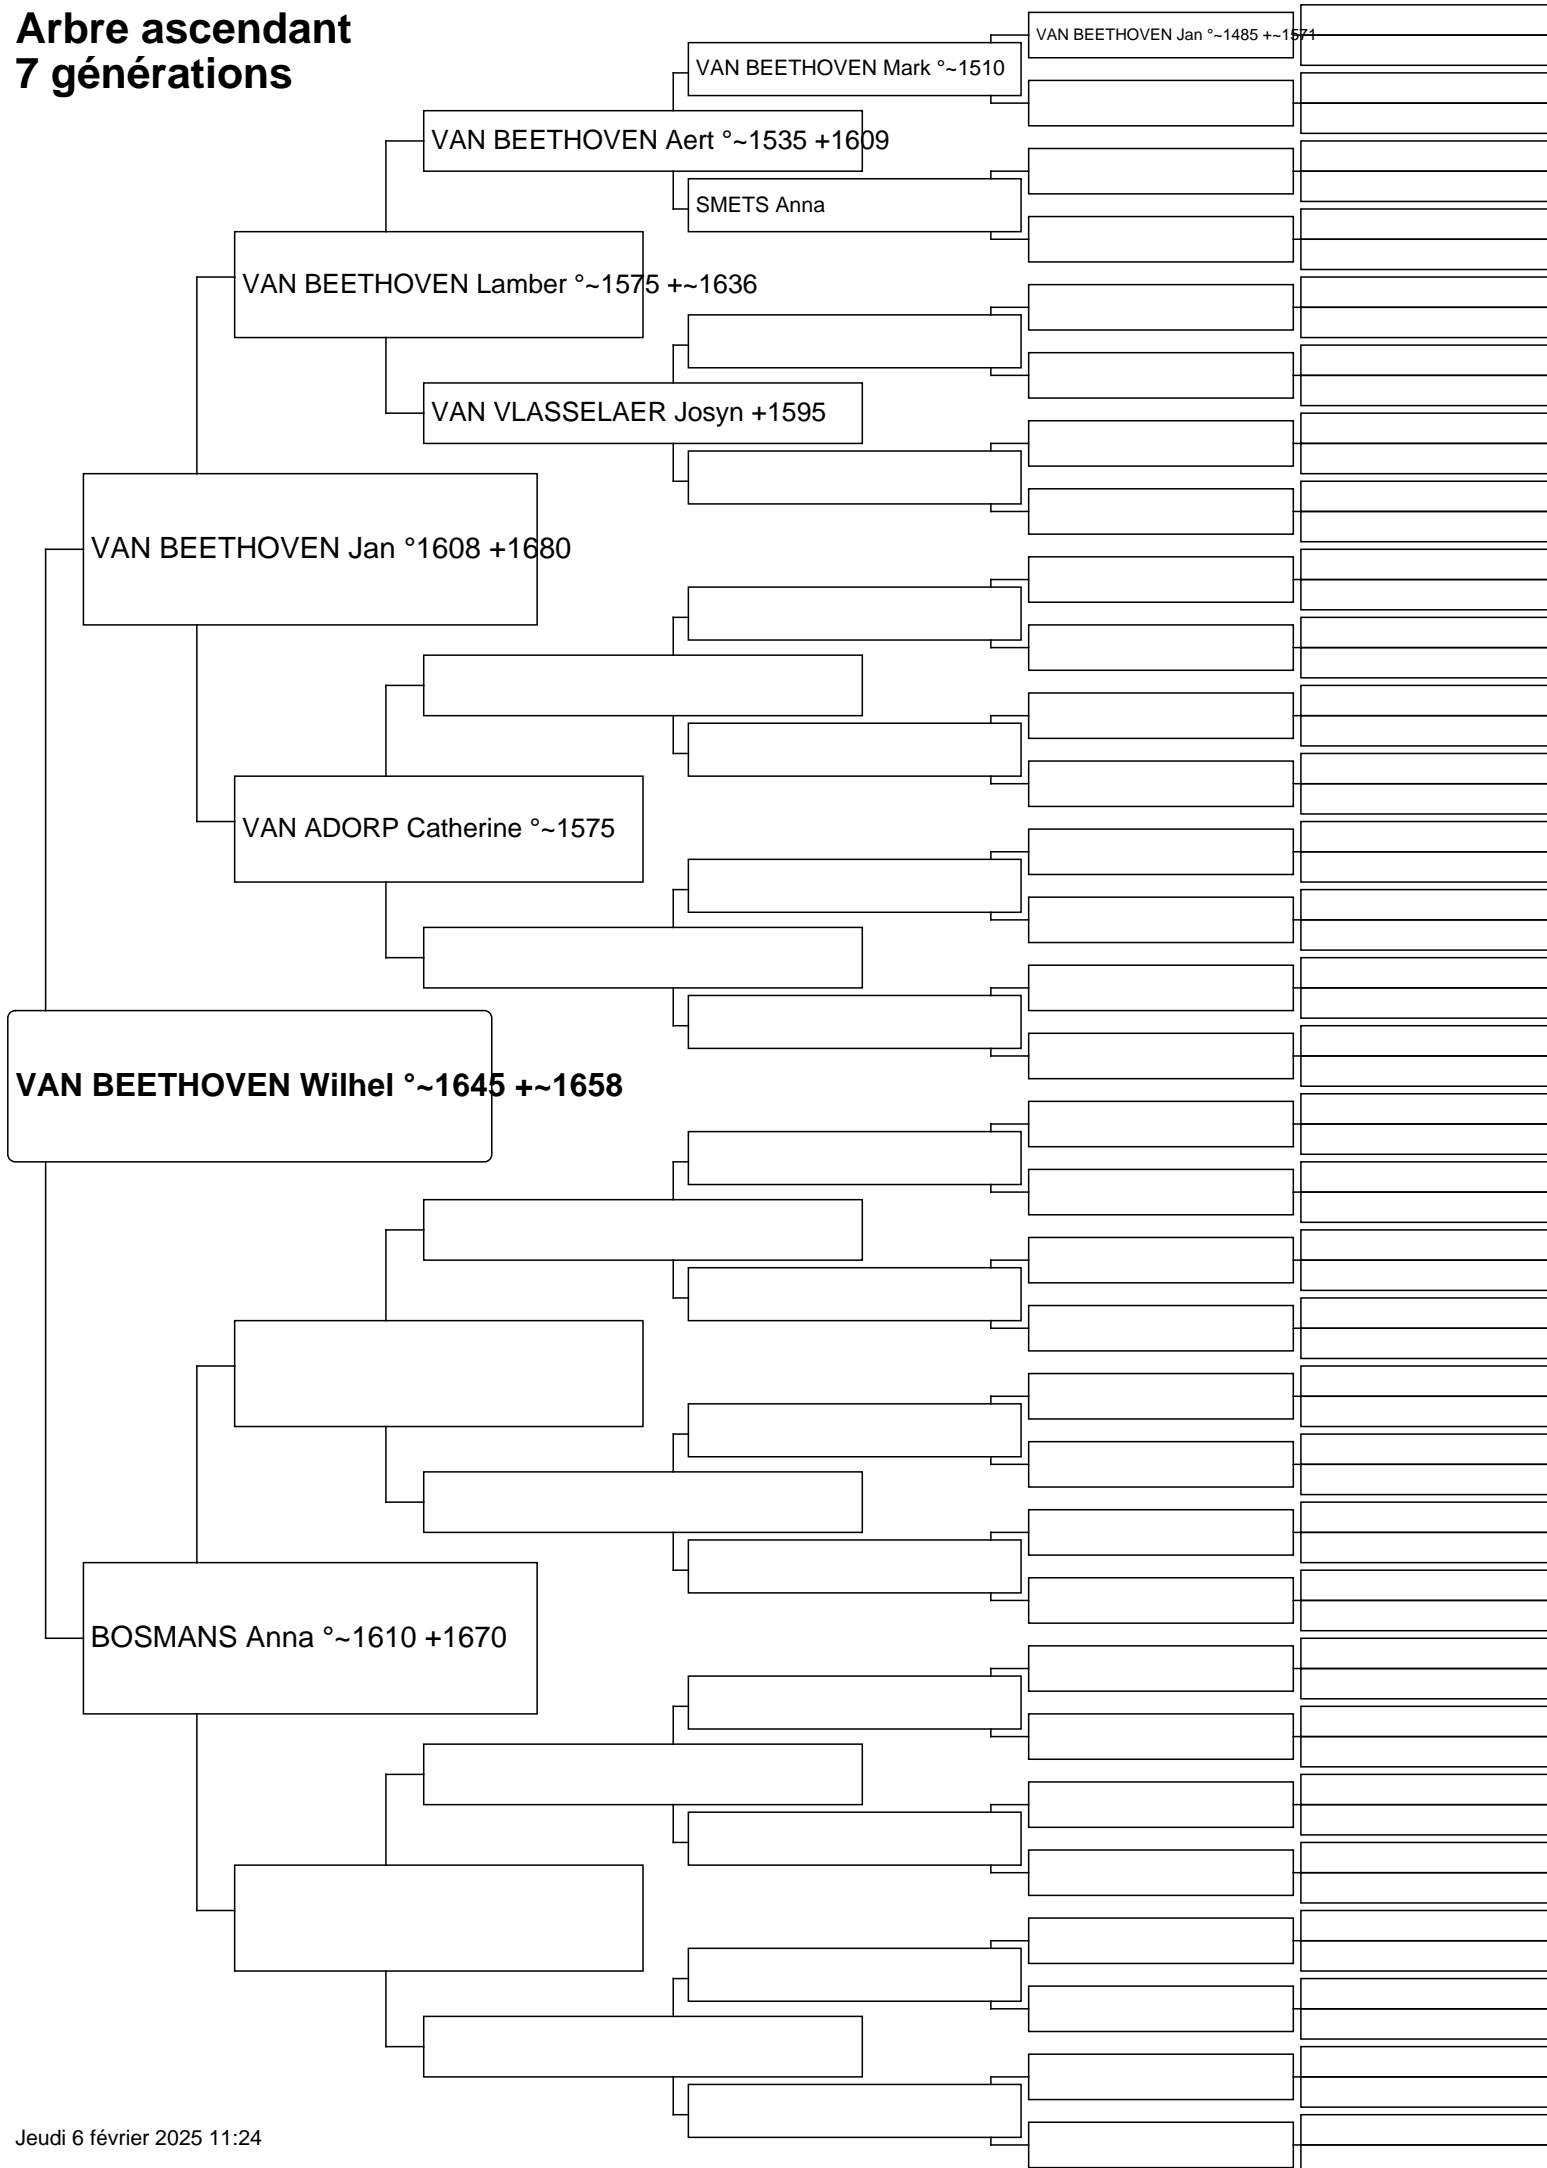 Arbre ascendant
7 générations
VAN BEETHOVEN Jan °~1485 +~1571
VAN BEETHOVEN Mark °~1510
VAN BEETHOVEN Aert °~1535 +1609
SMETS Anna
VAN BEETHOVEN Lamber °~1575 +~1636
VAN VLASSELAER Josyn +1595
VAN BEETHOVEN Jan °1608 +1680
VAN ADORP Catherine °~1575
VAN BEETHOVEN Wilhel °~1645 +~1658
BOSMANS Anna °~1610 +1670
Jeudi 6 février 2025 11:24